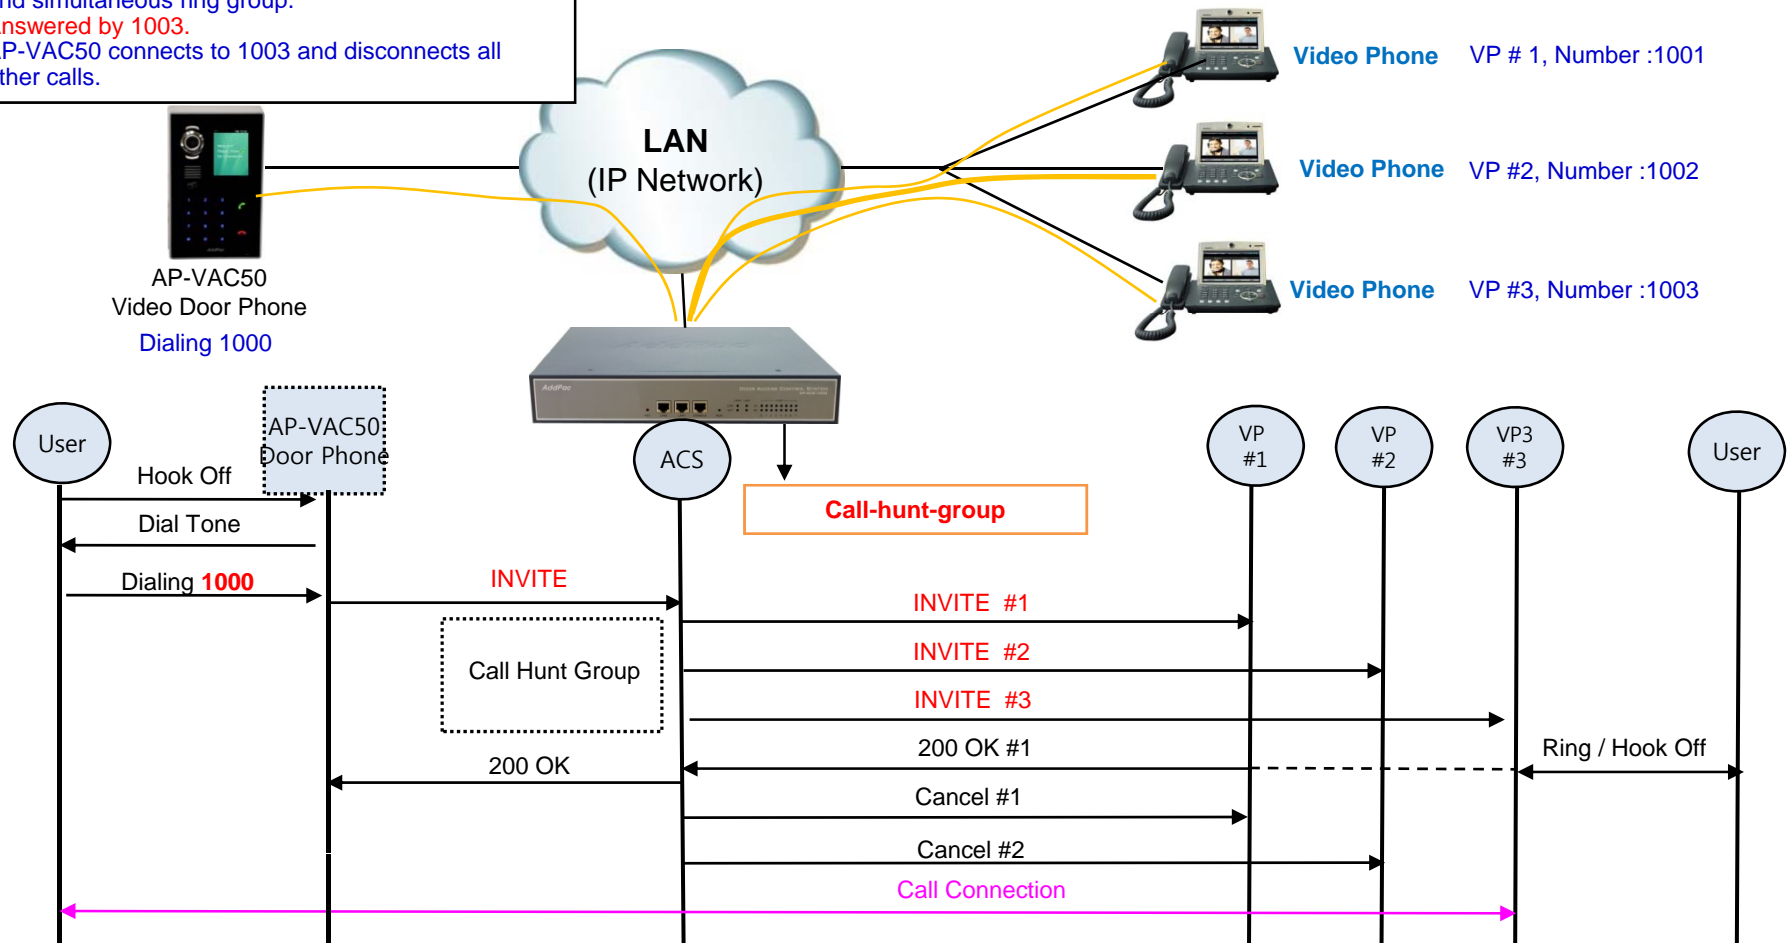 nd simultaneous ring group.
nswered by 1003.
P-VAC50 connects to 1003 and disconnects all
ther calls.
LAN
(IP Network)
Video Phone VP # 1, Number :1001
Video Phone VP #2, Number :1002
Video Phone VP #3, Number :1003
AP-VAC50
Video Door Phone
Dialing 1000
AddPac
User
AP-VAC50
Door Phone
ACS
VP
#1
VP
#2
VP3
#3
User
Call-hunt-group
Hook Off
Dial Tone
Dialing 1000
INVITE
INVITE #1
INVITE #2
INVITE #3
Call Hunt Group
200 OK #1
Ring / Hook Off
200 OK
Cancel #1
Cancel #2
Call Connection